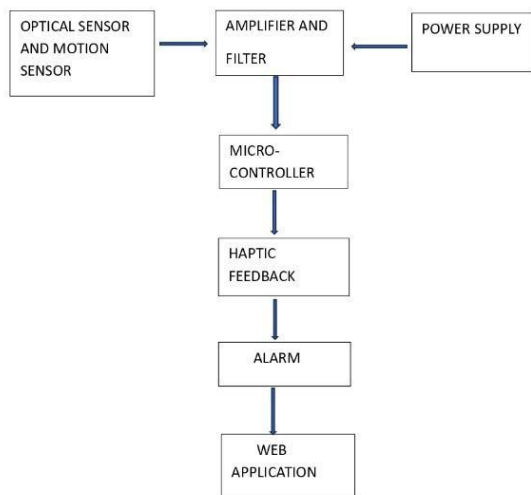 OPTICAL SENSOR
AND MOTION
SENSOR
AMPLIFIER AND
FILTER
POWER SUPPLY
MICRO-
CONTROLLER
HAPTIC
FEEDBACK
ALARM
WEB
APPLICATION